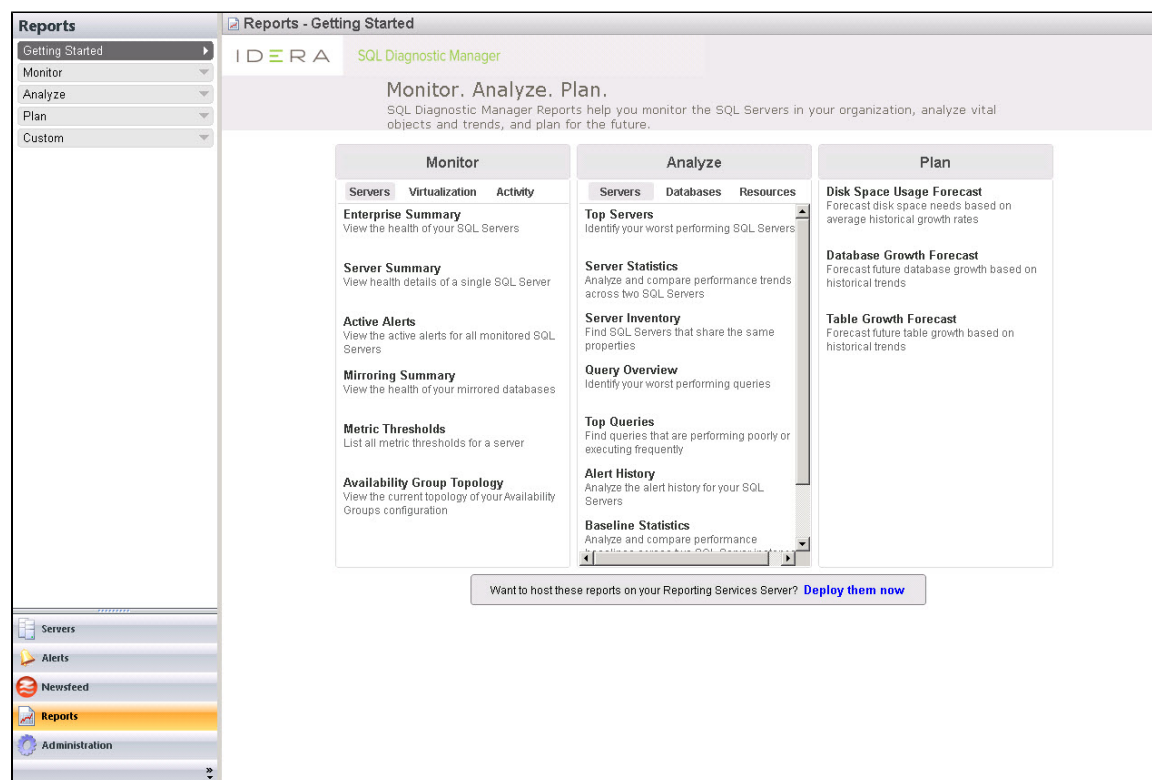 Reports
Getting Started
Monitor
Analyze
Plan
Custom
Servers
Alerts
Newsfeed
Reports
Administration
Reports - Getting Started
IDERA SQL Diagnostic Manager
Monitor. Analyze. Plan.
SQL Diagnostic Manager Reports help you monitor the SQL Servers in your organization, analyze vital
objects and trends, and plan for the future.
Monitor
Servers Virtualization Activity
Enterprise Summary
View the health of your SQL Servers
Server Summary
View health details of a single SQL Server
Active Alerts
View the active alerts for all monitored SQL
Servers
Mirroring Summary
View the health of your mirrored databases
Metric Thresholds
List all metric thresholds for a server
Availability Group Topology
View the current topology of your Availability
Groups configuration
Analyze
Servers Databases Resources
Top Servers
Identify your worst performing SQL Servers
Server Statistics
Analyze and compare performance trends
across two SQL Servers
Server Inventory
Find SQL Servers that share the same
properties
Query Overview
Identify your worst performing queries
Top Queries
Find queries that are performing poorly or
executing frequently
Alert History
Analyze the alert history for your SQL
Servers
Baseline Statistics
Analyze and compare performance
Plan
Disk Space Usage Forecast
Forecast disk space needs based on
average historical growth rates
Database Growth Forecast
Forecast future database growth based on
historical trends
Table Growth Forecast
Forecast future table growth based on
historical trends
Want to host these reports on your Reporting Services Server? Deploy them now